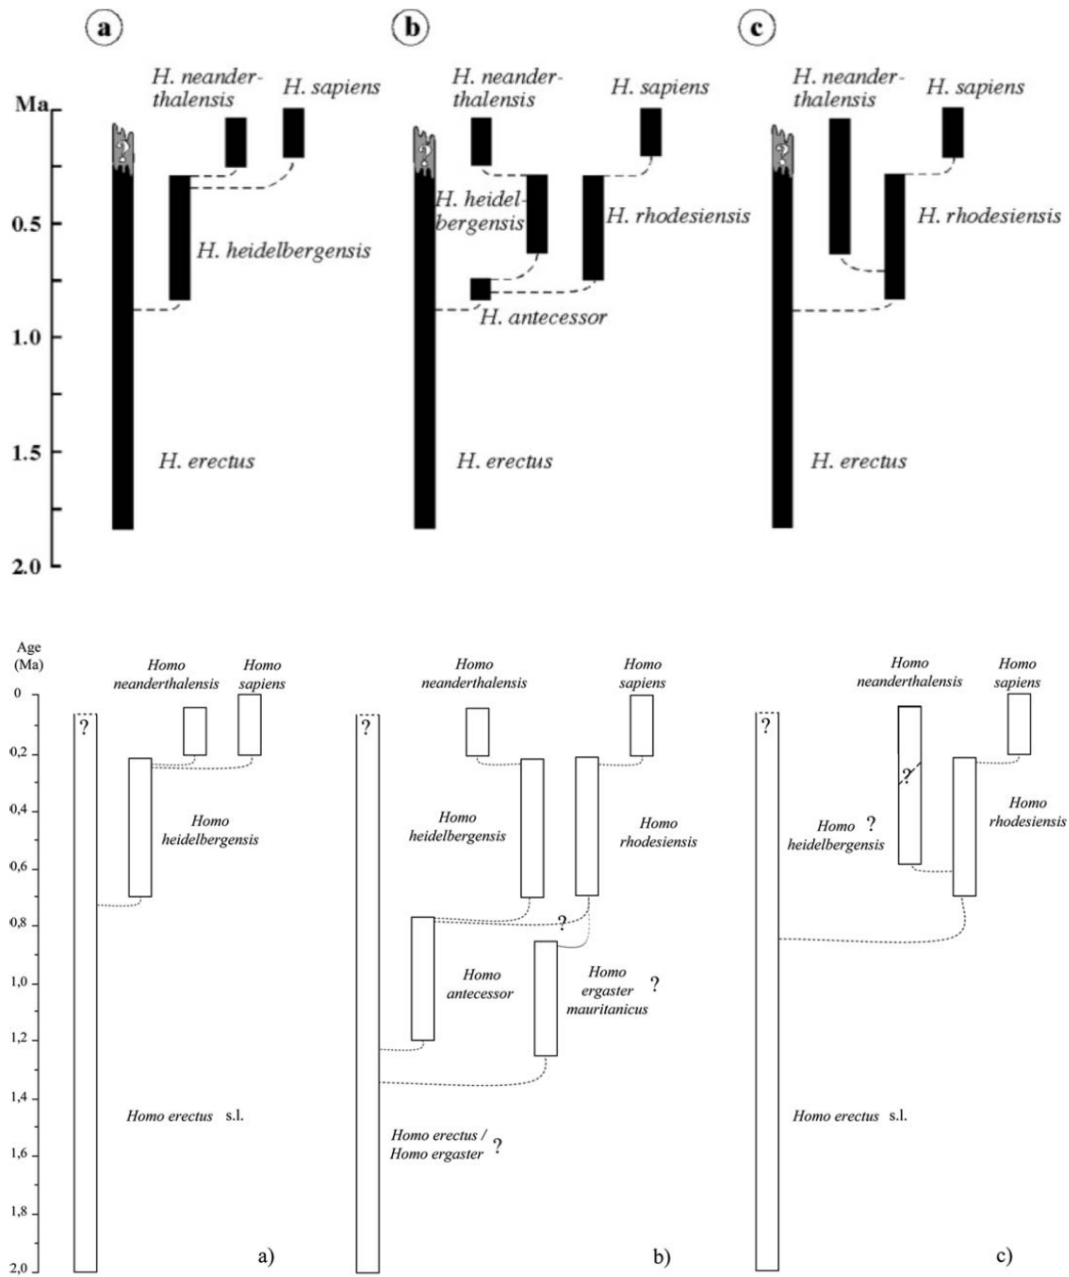 a
b
c
H. neander-
thalensis
H. sapiens
H. neander-
thalensis
H. sapiens
H. neander-
thalensis
H. sapiens
Ma
?
?
?
H. heidel-
bergensis
H. rhodesiensis
H. rhodesiensis
0.5
H. heidelbergensis
H. antecessor
1.0
1.5
H. erectus
H. erectus
H. erectus
2.0
Age
(Ma)
Homo
neanderthalensis
Homo
sapiens
Homo
neanderthalensis
Homo
sapiens
Homo
neanderthalensis
Homo
sapiens
0
?
?
?
0,2
?
0,4
Homo
heidelbergensis
Homo
heidelbergensis
Homo
rhodesiensis
Homo ?
heidelbergensis
Homo
rhodesiensis
0,6
0,8
?
1,0
Homo
antecessor
Homo
ergaster ?
mauritanicus
1,2
1,4
Homo erectus s.l.
Homo erectus /
Homo ergaster ?
Homo erectus s.l.
1,6
1,8
a)
b)
c)
2,0